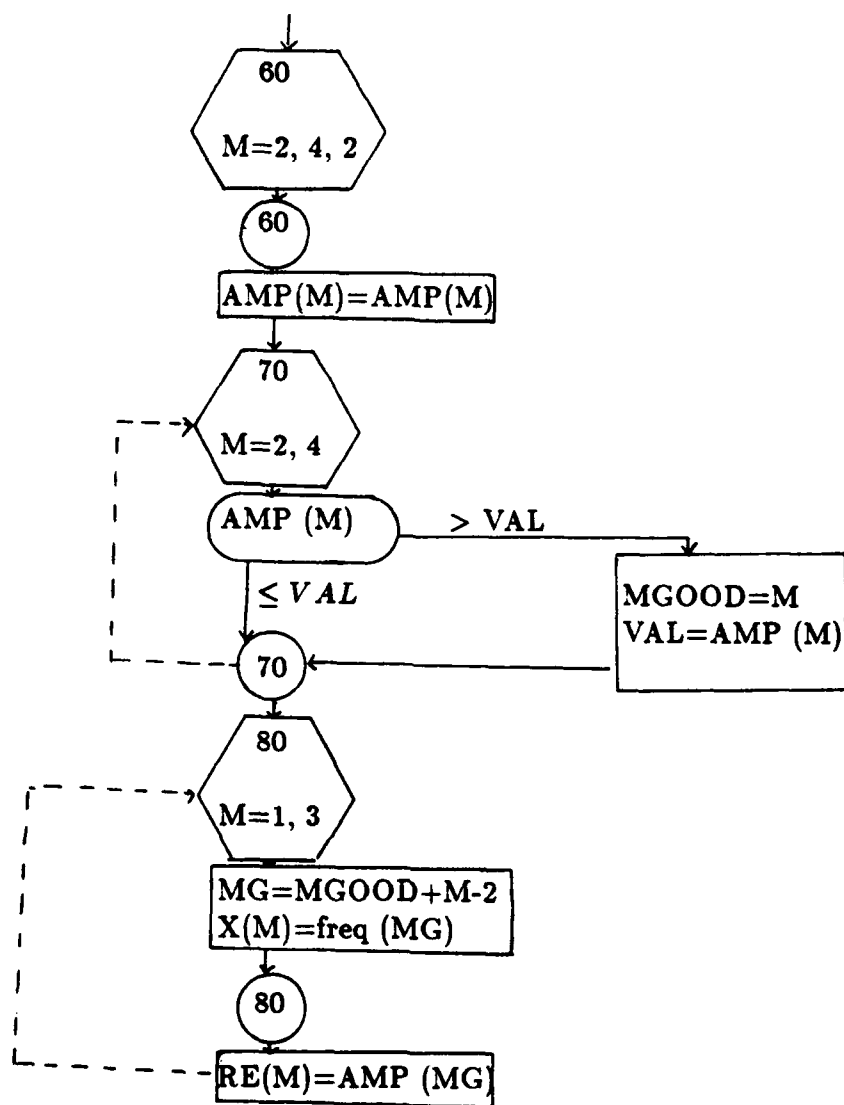 60
M=2, 4, 2
60
AMP(M)=AMP(M)
70
M=2, 4
AMP (M)
> VAL
≤ VAL
MGOOD=M
VAL=AMP (M)
70
80
M=1, 3
MG=MGOOD+M-2
X(M)=freq (MG)
80
RE(M)=AMP (MG)